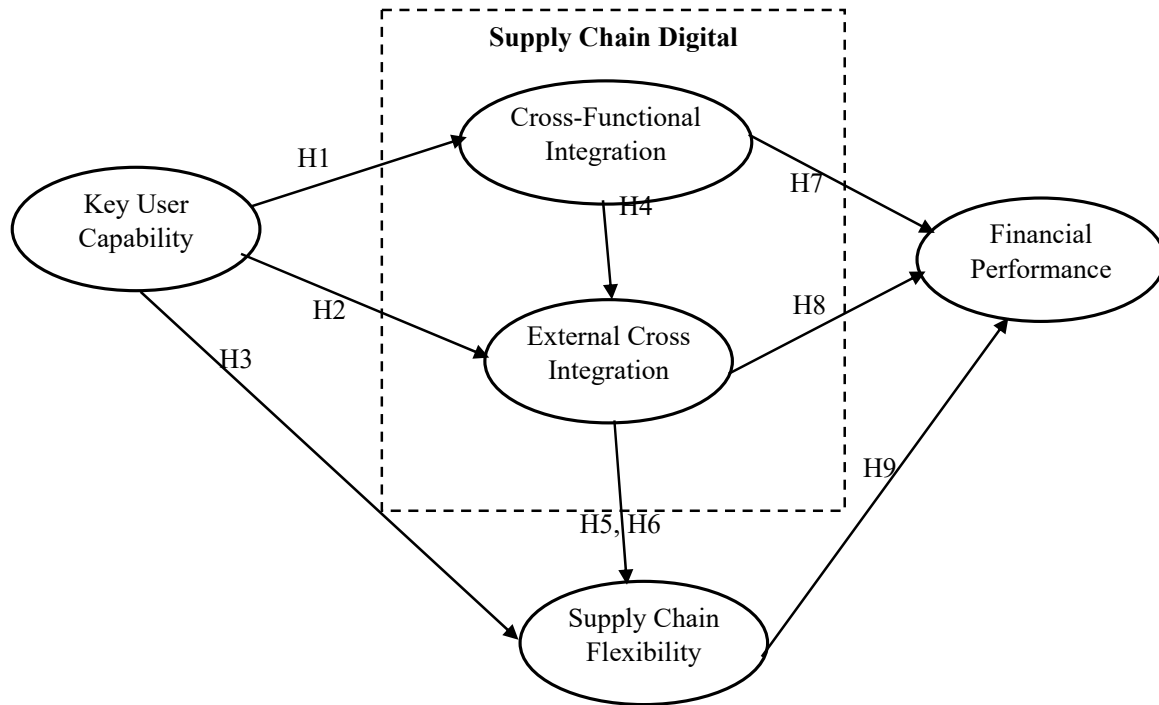 Supply Chain Digital
Cross-Functional
Integration
H1
H7
Key User
Capability
H4
Financial
Performance
H2
H8
External Cross
Integration
H3
H9
H5, H6
Supply Chain
Flexibility